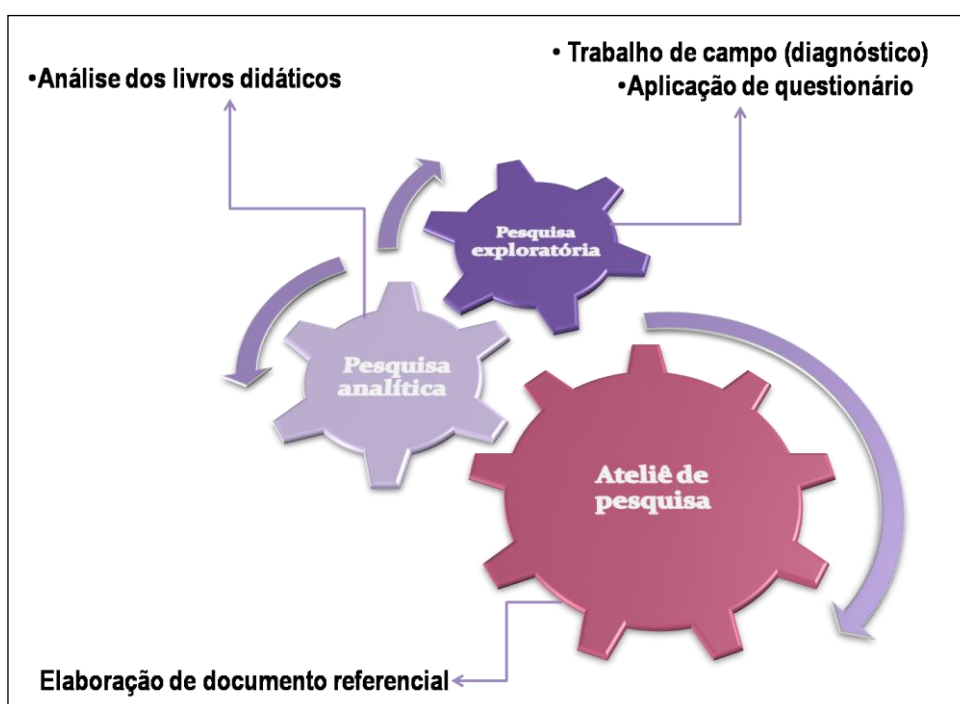 • Trabalho de campo (diagnóstico)
•Análise dos livros didáticos
•Aplicação de questionário
Pesquisa
exploratória
Pesquisa
analítica
Ateliê de
pesquisa
Elaboração de documento referencial